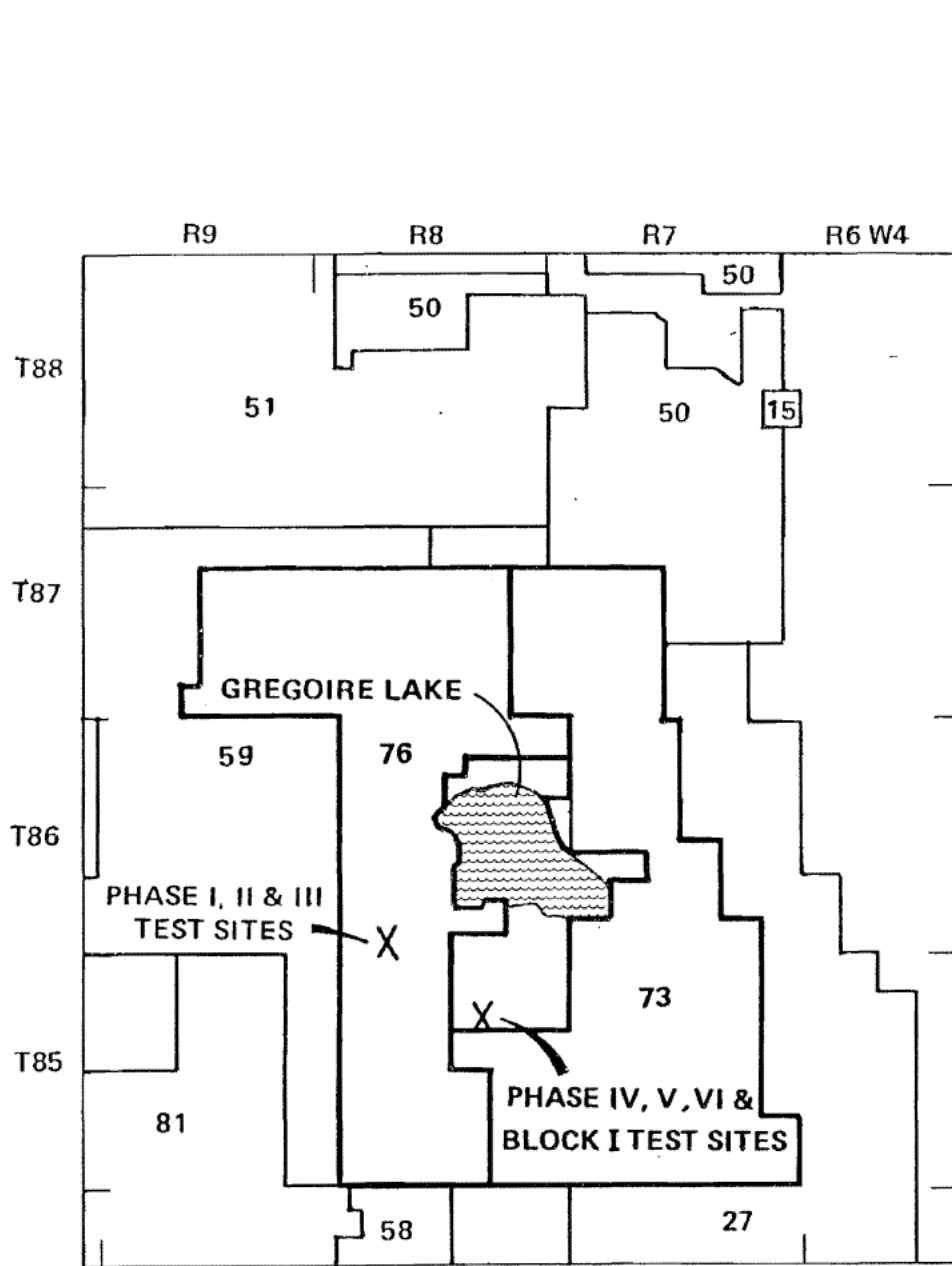 R9 R8 R7 R6 W4
50
50
T88
51
50
15
T87
GREGOIRE LAKE
59
76
T86
PHASE I, II & III
TEST SITES
X
73
X
T85
PHASE IV, V, VI &
BLOCK I TEST SITES
81
58
27